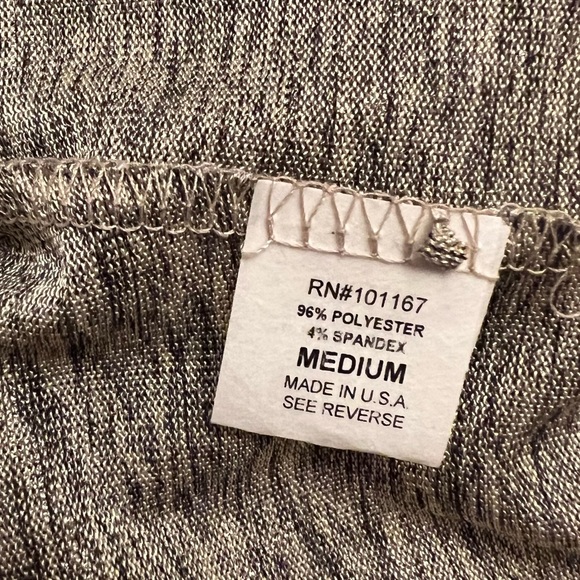 RN#101167
96% POLYESTER
4% SPANDEX
MEDIUM
MADE IN U.S.A
SEE REVERSE